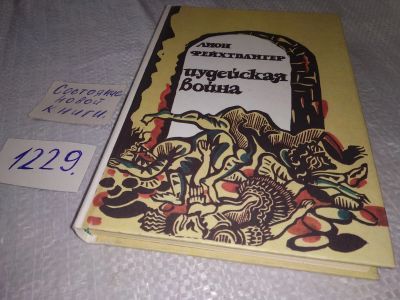 Лион
Фейхтвангер
иудейская
война
Состояние
новой
книги.
1229.